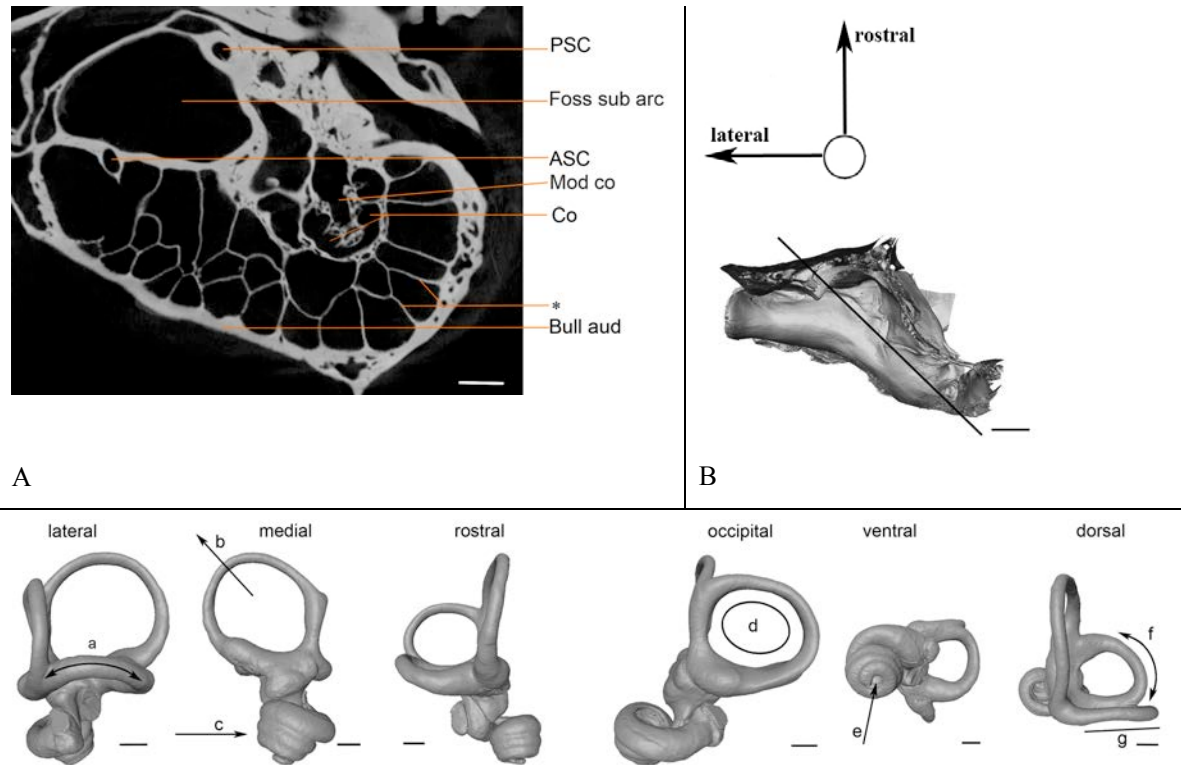 PSC
Foss sub arc
ASC
Mod co
Co
*
Bull aud
A
rostral
lateral
B
lateral
medial
rostral
occipital
ventral
dorsal
a
b
c
d
e
f
g